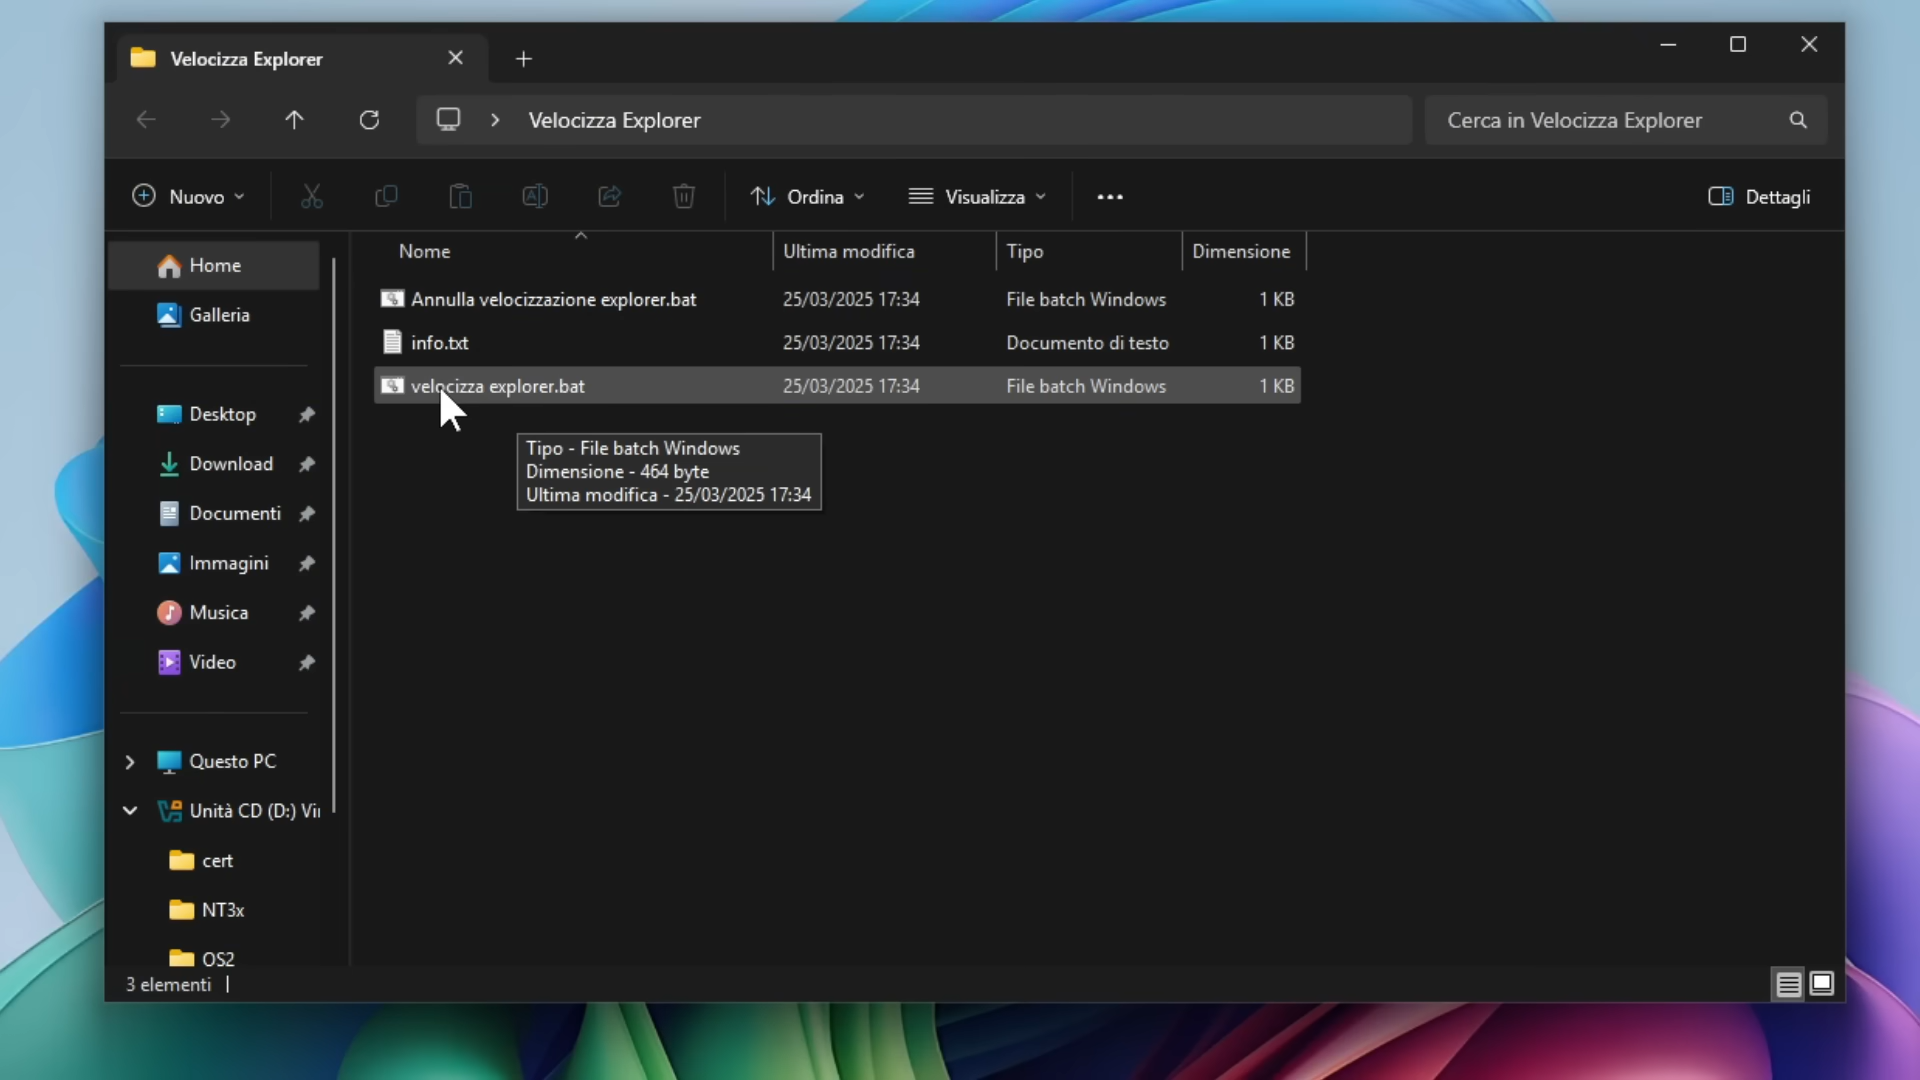 Velocizza Explorer
Velocizza Explorer
Cerca in Velocizza Explorer
Nuovo
Ordina
Visualizza
Dettagli
Nome Ultima modifica Tipo Dimensione
Annulla velocizzazione explorer.bat 25/03/2025 17:34 File batch Windows 1 KB
info.txt 25/03/2025 17:34 Documento di testo 1 KB
velocizza explorer.bat 25/03/2025 17:34 File batch Windows 1 KB
Tipo - File batch Windows
Dimensione - 464 byte
Ultima modifica - 25/03/2025 17:34
Home
Galleria
Desktop
Download
Documenti
Immagini
Musica
Video
Questo PC
Unità CD (D:) Vi
cert
NT3x
OS2
3 elementi